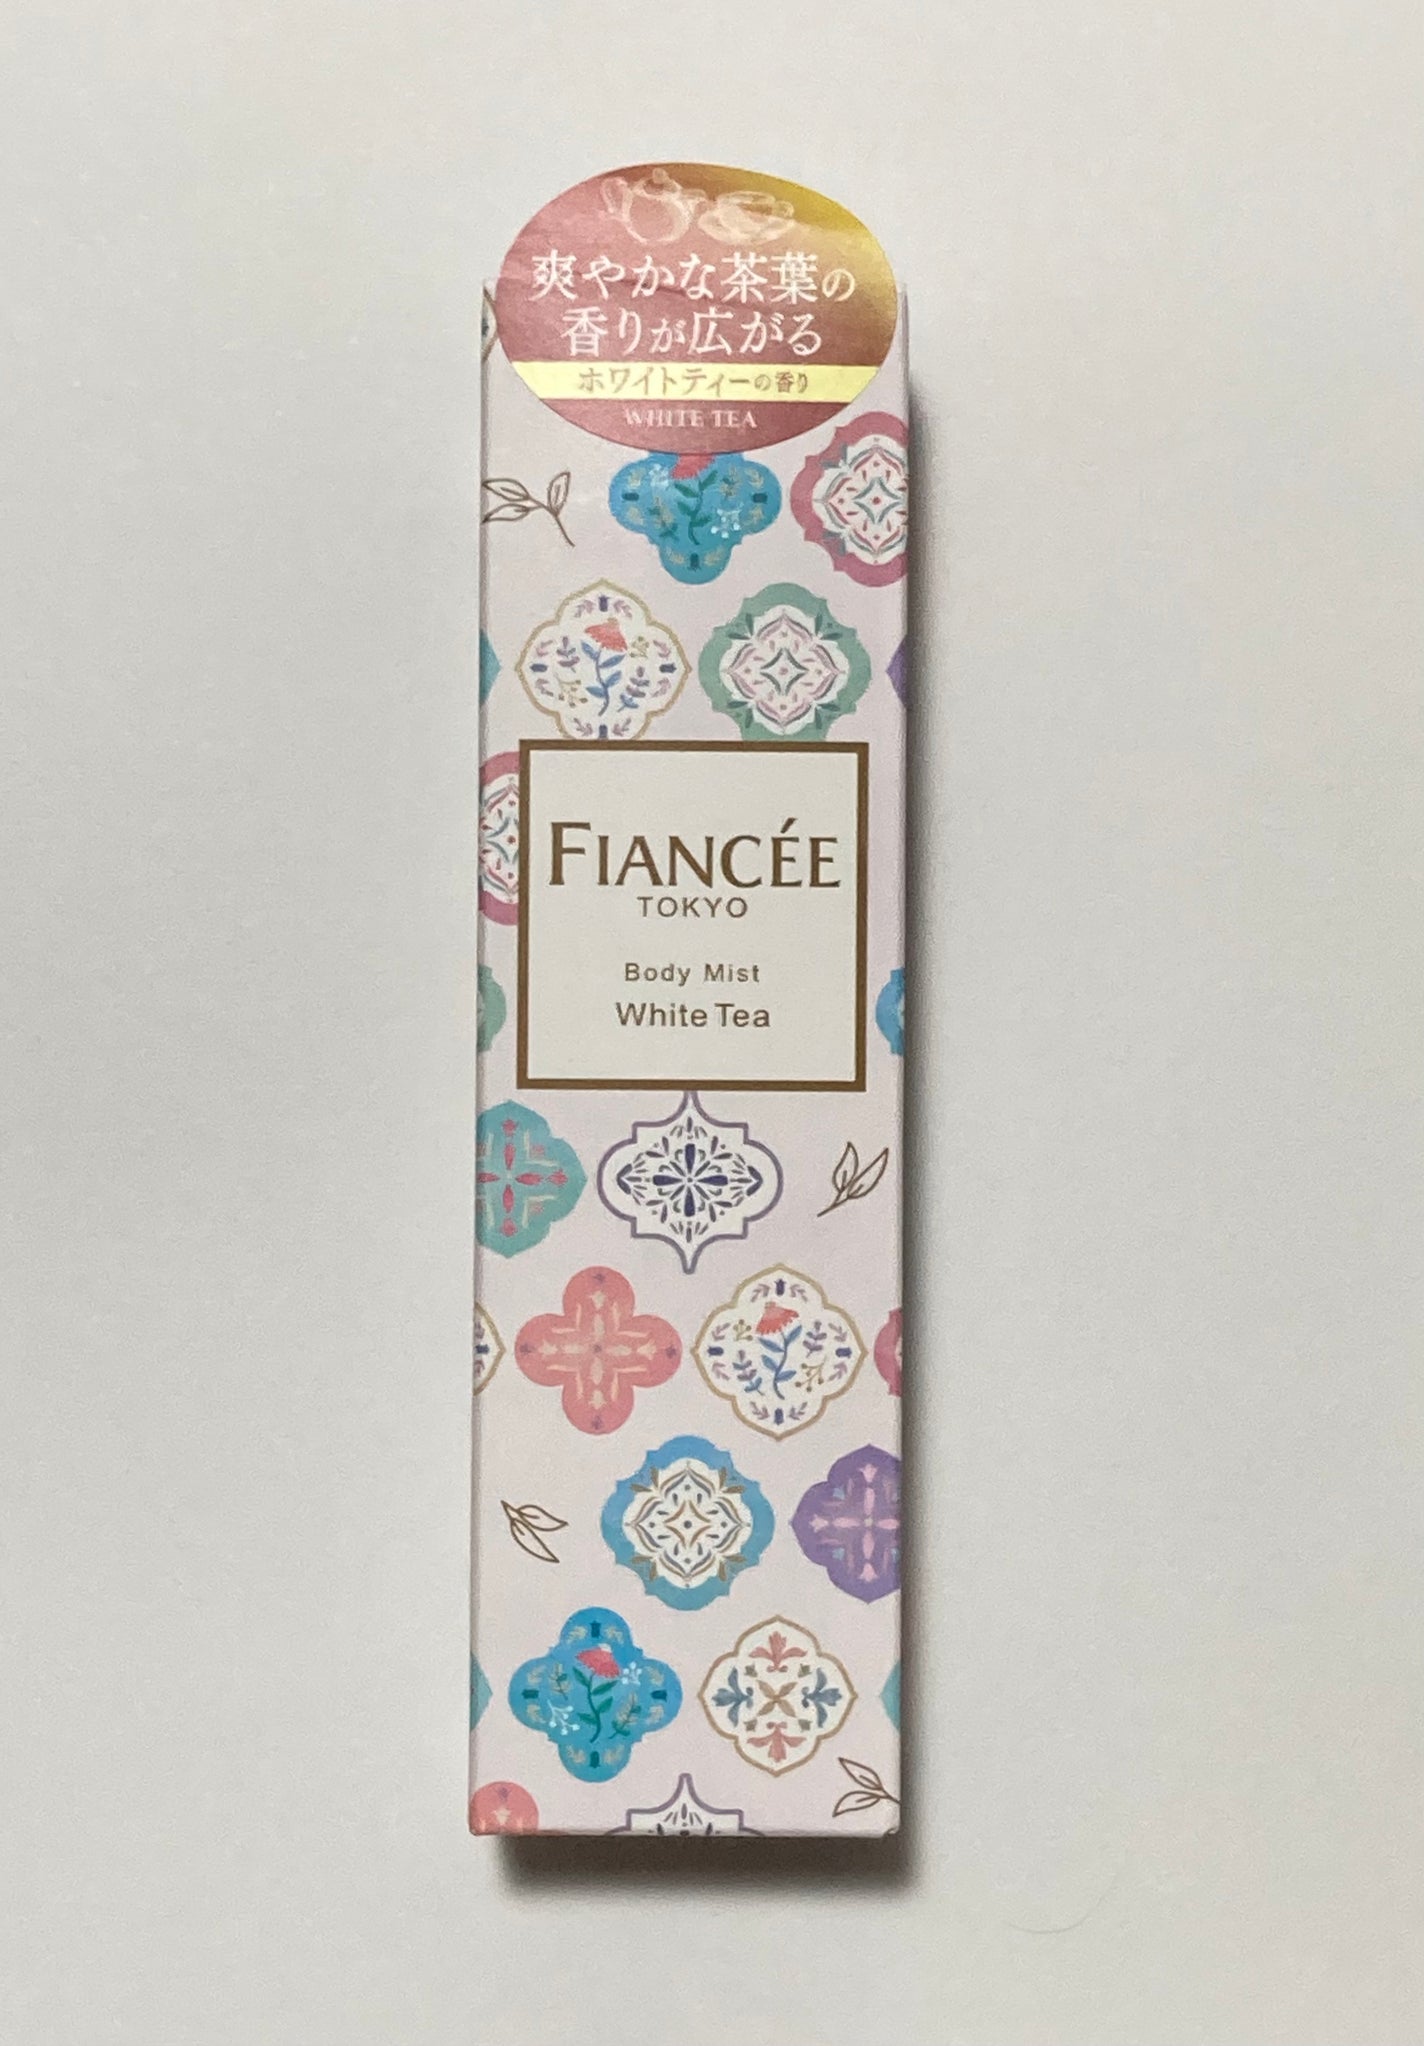 爽やかな茶葉の
香りが広がる
ホワイトティーの香り
WHITE TEA
FIANCÉE
TOKYO
Body Mist
White Tea